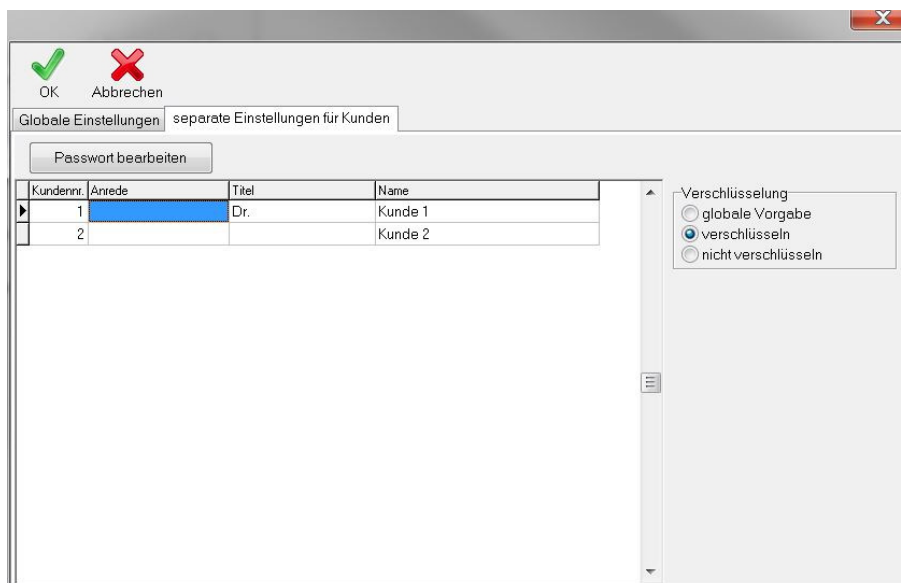 X
OK Abbrechen
Globale Einstellungen separate Einstellungen für Kunden
Passwort bearbeiten
Kundennr. Anrede Titel Name
1 Dr. Kunde 1
2 Kunde 2
Verschlüsselung
globale Vorgabe
verschlüsseln
nicht verschlüsseln